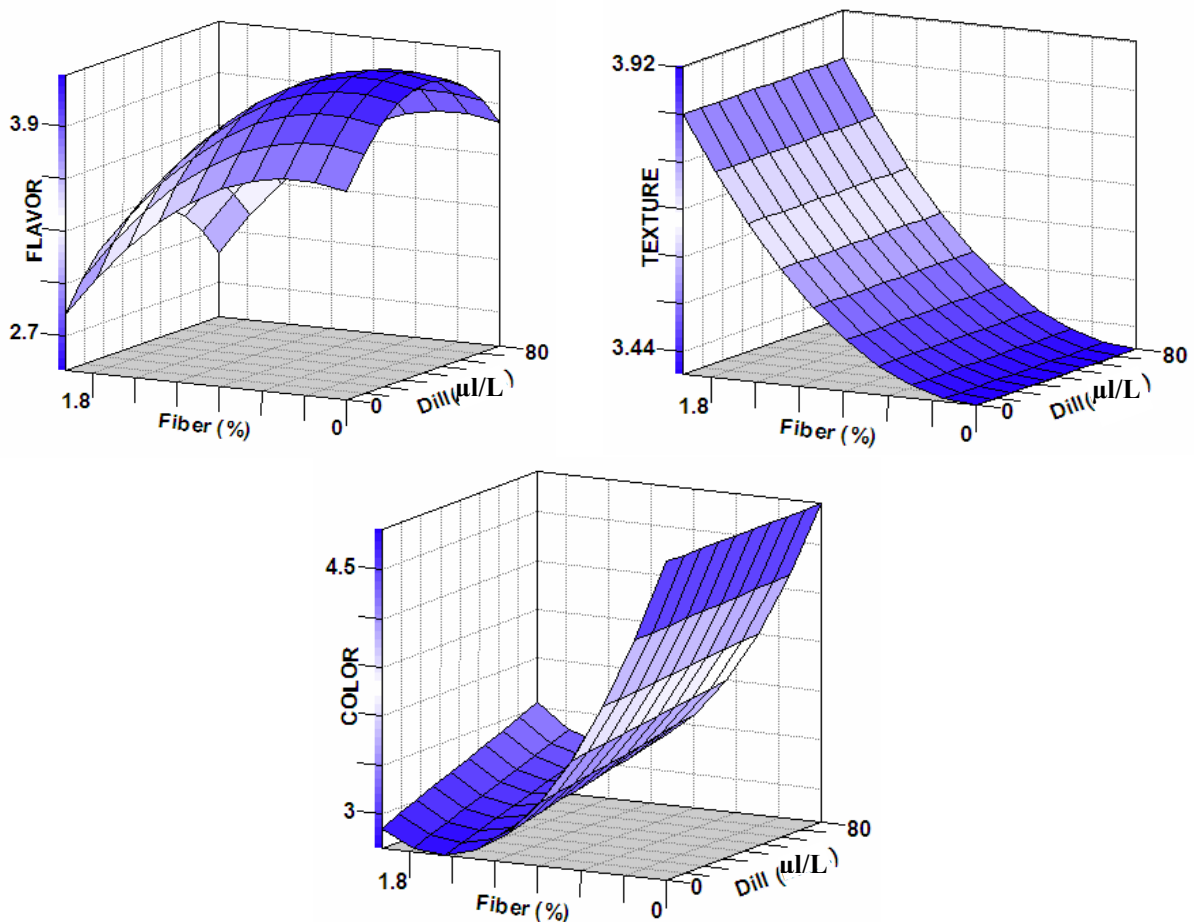 FLAVOR
3.9
2.7
1.8
Fiber (%)
0
0
Dill(µl/L)
80
TEXTURE
3.92
3.44
1.8
Fiber (%)
0
0
Dill(µl/L)
80
COLOR
4.5
3
1.8
Fiber (%)
0
0
Dill (µl/L)
80